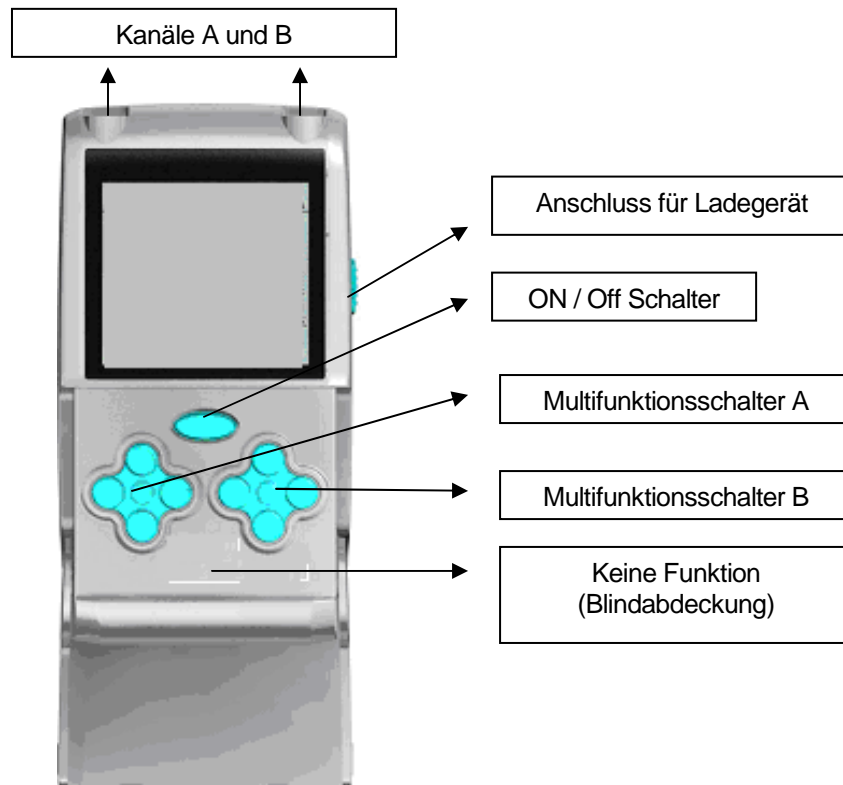 Kanäle A und B
Anschluss für Ladegerät
ON / Off Schalter
Multifunktionsschalter A
Multifunktionsschalter B
Keine Funktion
(Blindabdeckung)